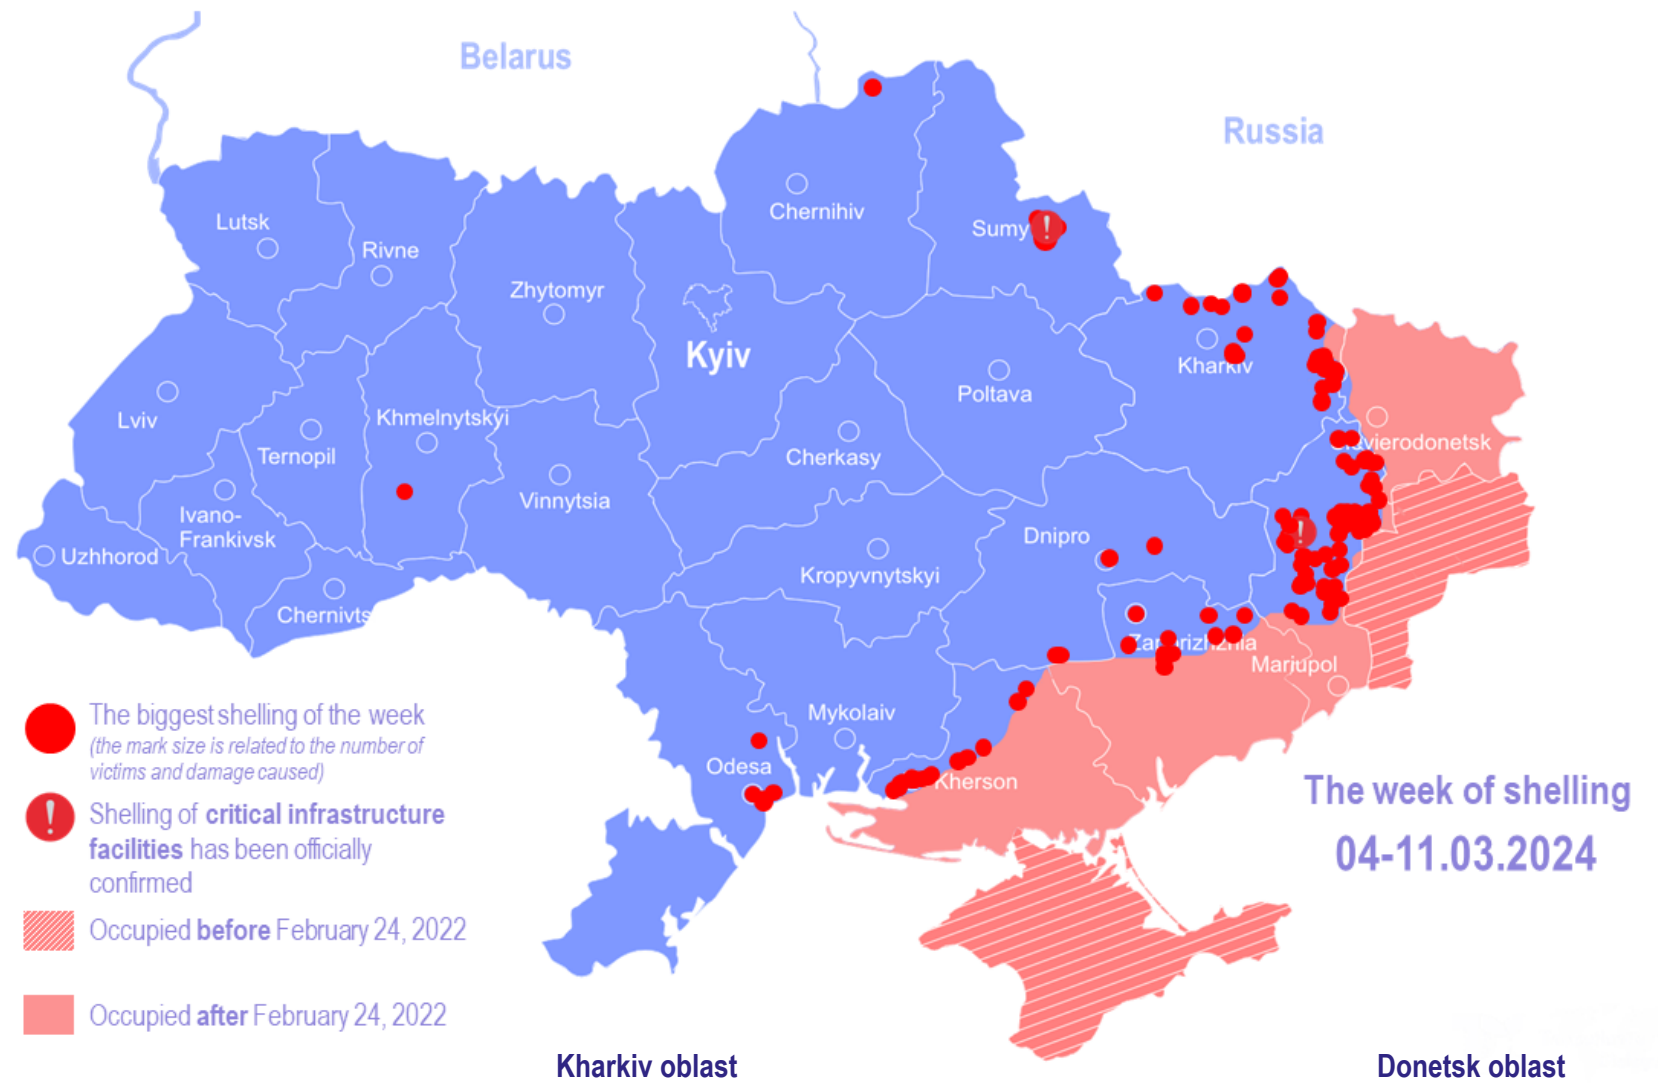 Belarus
Russia
Lutsk
Rivne
Chernihiv
Sumy
Zhytomyr
Kyiv
Kharkiv
Poltava
Lviv
Khmelnytskyi
Ternopil
Cherkasy
Vinnytsia
Ivano-
Frankivsk
Uzhhorod
Dnipro
Kropyvnytskyi
Mariupol
Mykolaiv
Odesa
Kherson
The biggest shelling of the week
(the mark size is related to the number of
victims and damage caused)
! Shelling of critical infrastructure
facilities has been officially
confirmed
Occupied before February 24, 2022
Occupied after February 24, 2022
The week of shelling
04-11.03.2024
Kharkiv oblast
Donetsk oblast